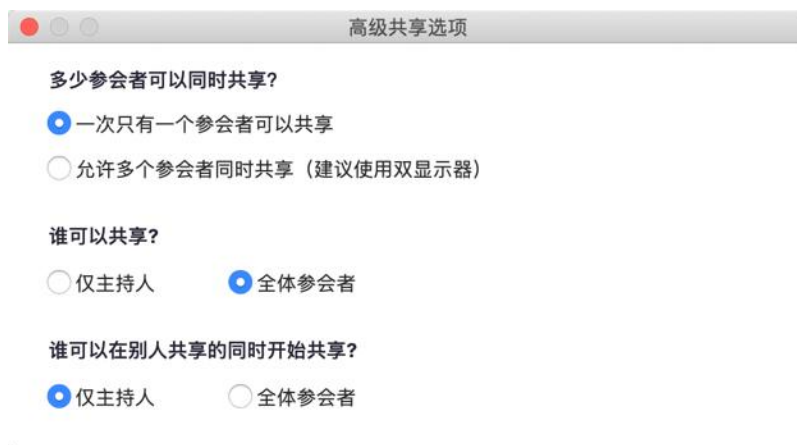 高级共享选项
多少参会者可以同时共享?
一次只有一个参会者可以共享
允许多个参会者同时共享（建议使用双显示器）
谁可以共享?
仅主持人 全体参会者
谁可以在别人共享的同时开始共享?
仅主持人 全体参会者